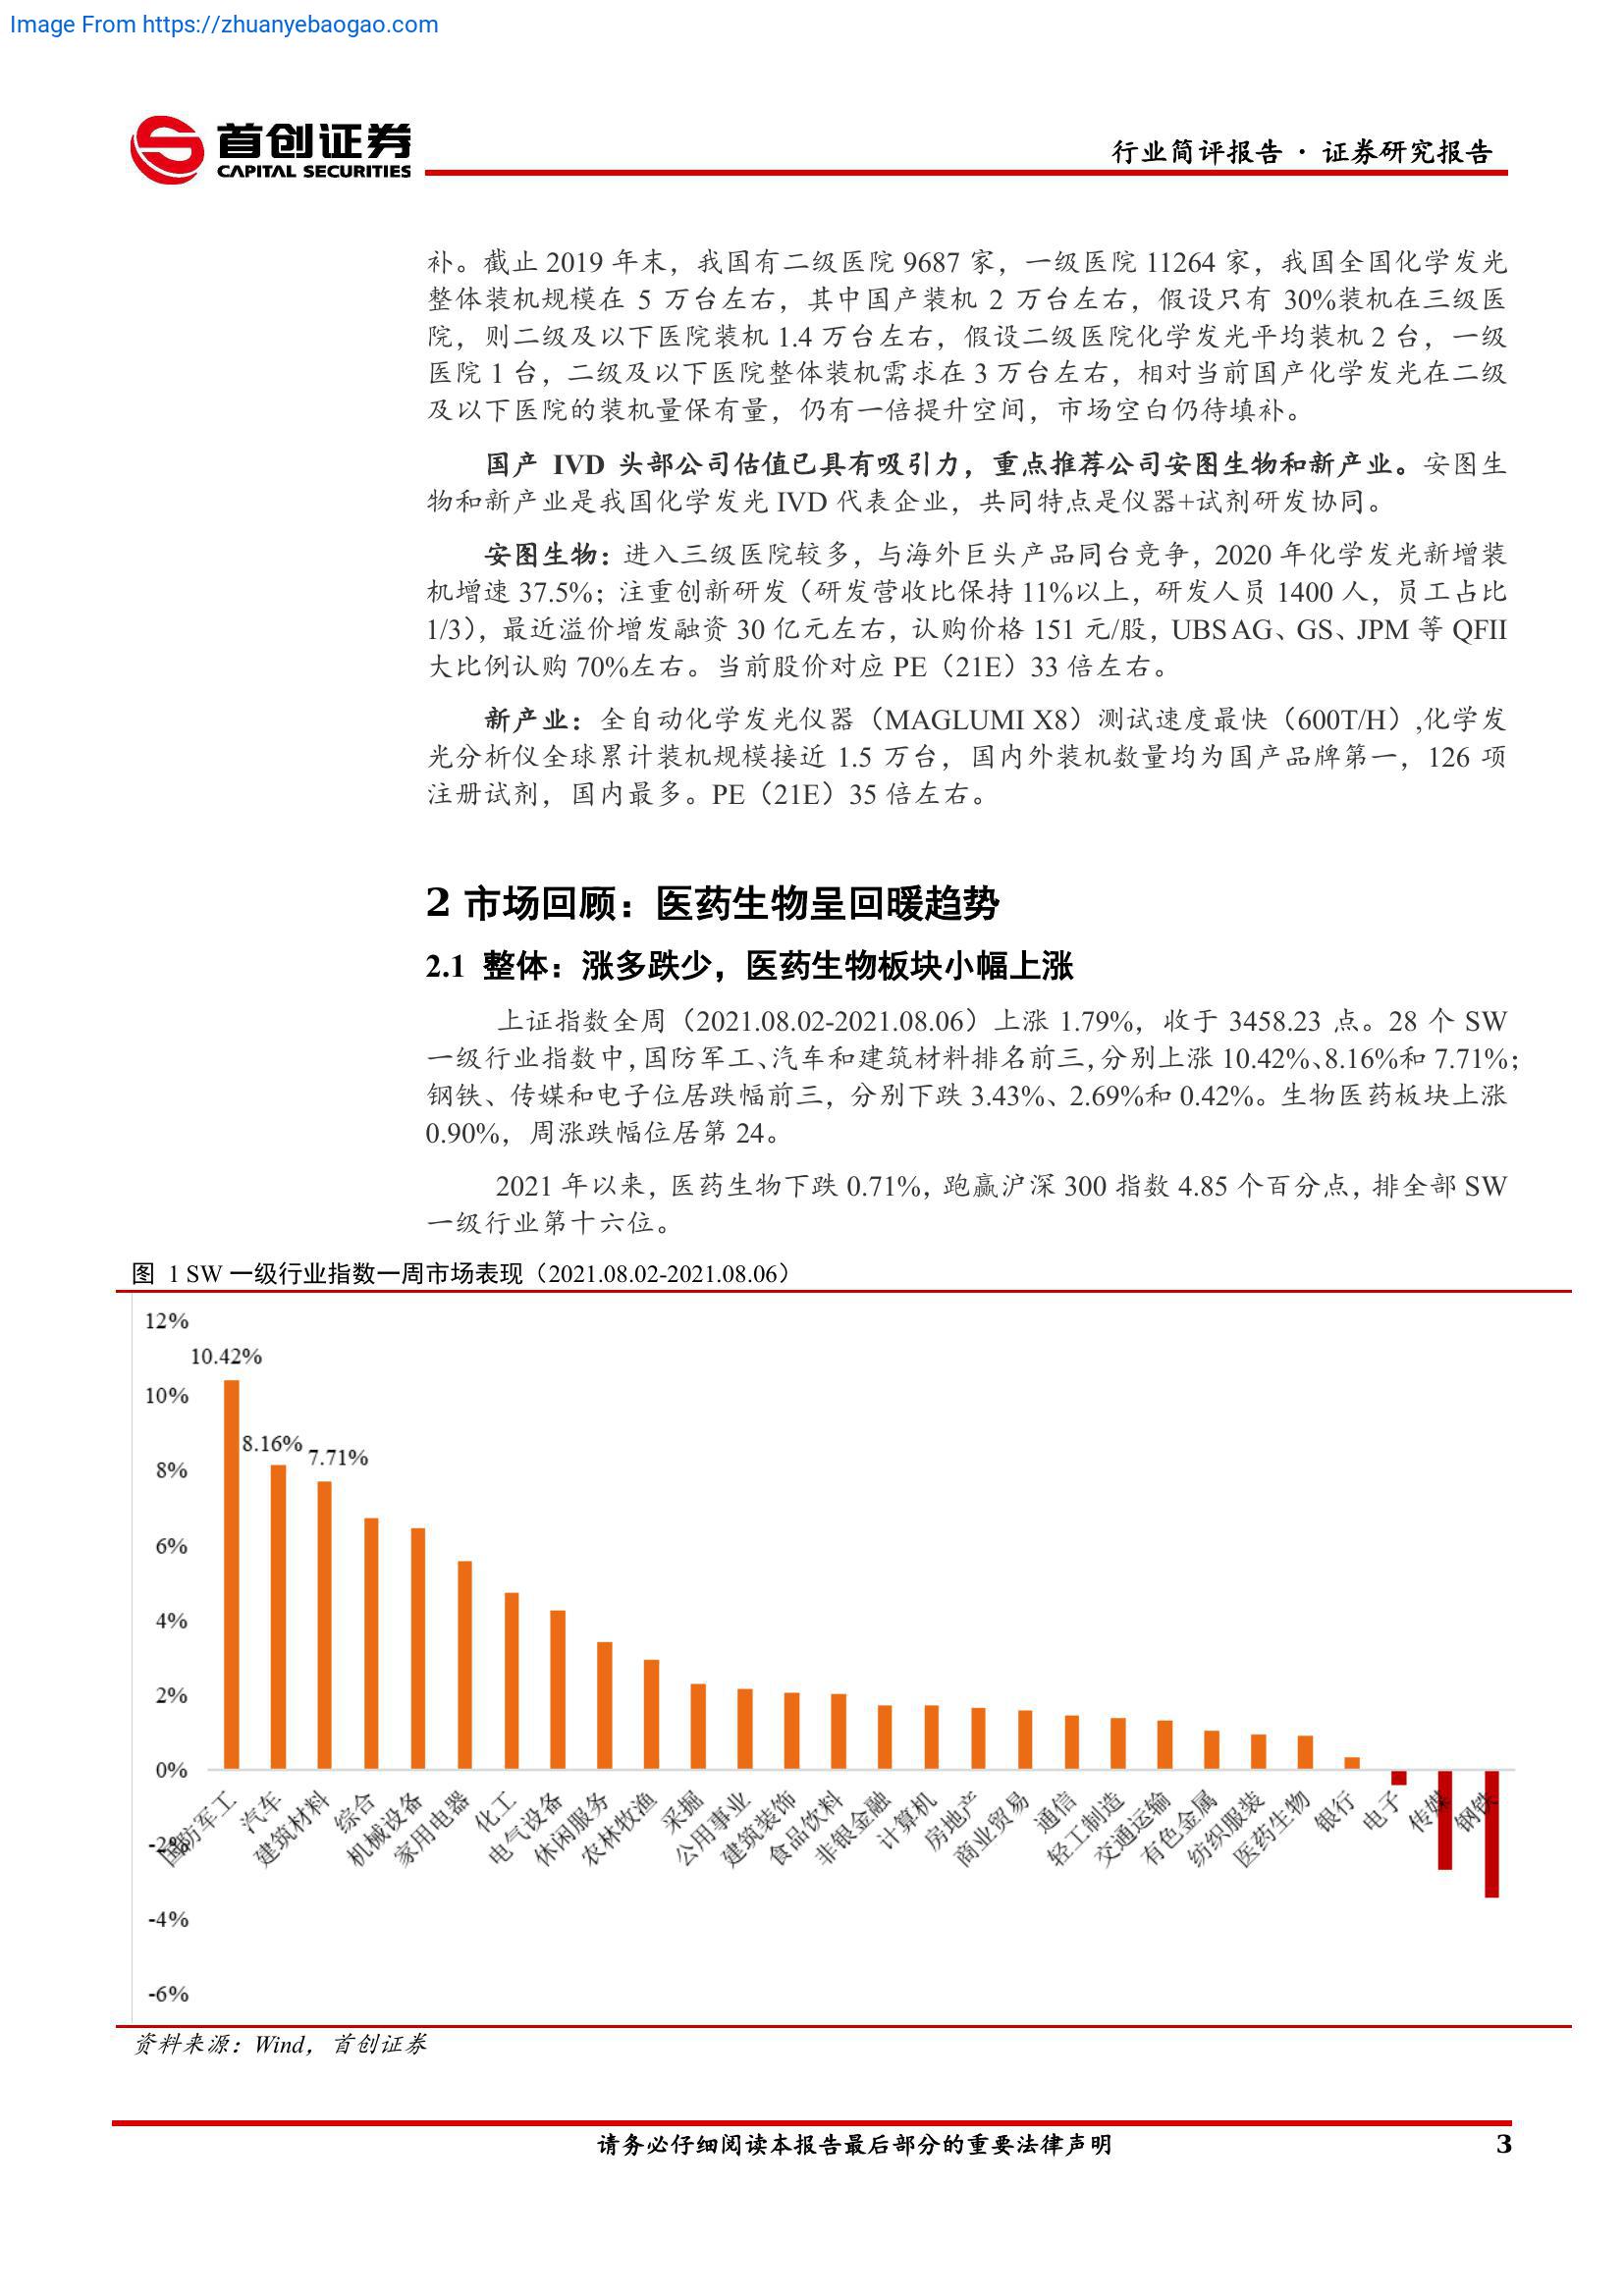 Image From https://zhuanyebaogao.com
首创证券
CAPITAL SECURITIES
行业简评报告 · 证券研究报告
补。截止 2019 年末，我国有二级医院 9687 家，一级医院 11264 家，我国全国化学发光
整体装机规模在 5 万台左右，其中国产装机 2 万台左右，假设只有 30%装机在三级医
院，则二级及以下医院装机 1.4 万台左右，假设二级医院化学发光平均装机 2 台，一级
医院 1 台，二级及以下医院整体装机需求在 3 万台左右，相对当前国产化学发光在二级
及以下医院的装机量保有量，仍有一倍提升空间，市场空白仍待填补。
国产 IVD 头部公司估值已具有吸引力，重点推荐公司安图生物和新产业。安图生
物和新产业是我国化学发光 IVD 代表企业，共同特点是仪器+试剂研发协同。
安图生物：进入三级医院较多，与海外巨头产品同台竞争，2020 年化学发光新增装
机增速 37.5%；注重创新研发（研发营收比保持 11%以上，研发人员 1400 人，员工占比
1/3），最近溢价增发融资 30 亿元左右，认购价格 151 元/股，UBS AG、GS、JPM 等 QFII
大比例认购 70%左右。当前股价对应 PE（21E）33 倍左右。
新产业：全自动化学发光仪器（MAGLUMI X8）测试速度最快（600T/H）,化学发
光分析仪全球累计装机规模接近 1.5 万台，国内外装机数量均为国产品牌第一，126 项
注册试剂，国内最多。PE（21E）35 倍左右。
2 市场回顾：医药生物呈回暖趋势
2.1 整体：涨多跌少，医药生物板块小幅上涨
上证指数全周（2021.08.02-2021.08.06）上涨 1.79%，收于 3458.23 点。28 个 SW
一级行业指数中，国防军工、汽车和建筑材料排名前三，分别上涨 10.42%、8.16%和 7.71%；
钢铁、传媒和电子位居跌幅前三，分别下跌 3.43%、2.69%和 0.42%。生物医药板块上涨
0.90%，周涨跌幅位居第 24。
2021 年以来，医药生物下跌 0.71%，跑赢沪深 300 指数 4.85 个百分点，排全部 SW
一级行业第十六位。
图 1 SW 一级行业指数一周市场表现（2021.08.02-2021.08.06）
12%
10%
8%
6%
4%
2%
0%
-2%
-4%
-6%
10.42%
8.16%
7.71%
国防军工
汽车
建筑材料
综合
机械设备
家用电器
化工
电气设备
休闲服务
农林牧渔
采掘
公用事业
建筑装饰
食品饮料
非银金融
计算机
房地产
商业贸易
通信
轻工制造
交通运输
有色金属
纺织服装
医药生物
银行
电子
传媒
钢铁
资料来源：Wind，首创证券
请务必仔细阅读本报告最后部分的重要法律声明
3